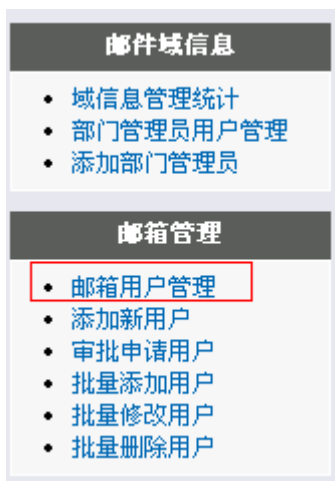 邮件域信息
域信息管理统计
部门管理员用户管理
添加部门管理员
邮箱管理
邮箱用户管理
添加新用户
审批申请用户
批量添加用户
批量修改用户
批量删除用户